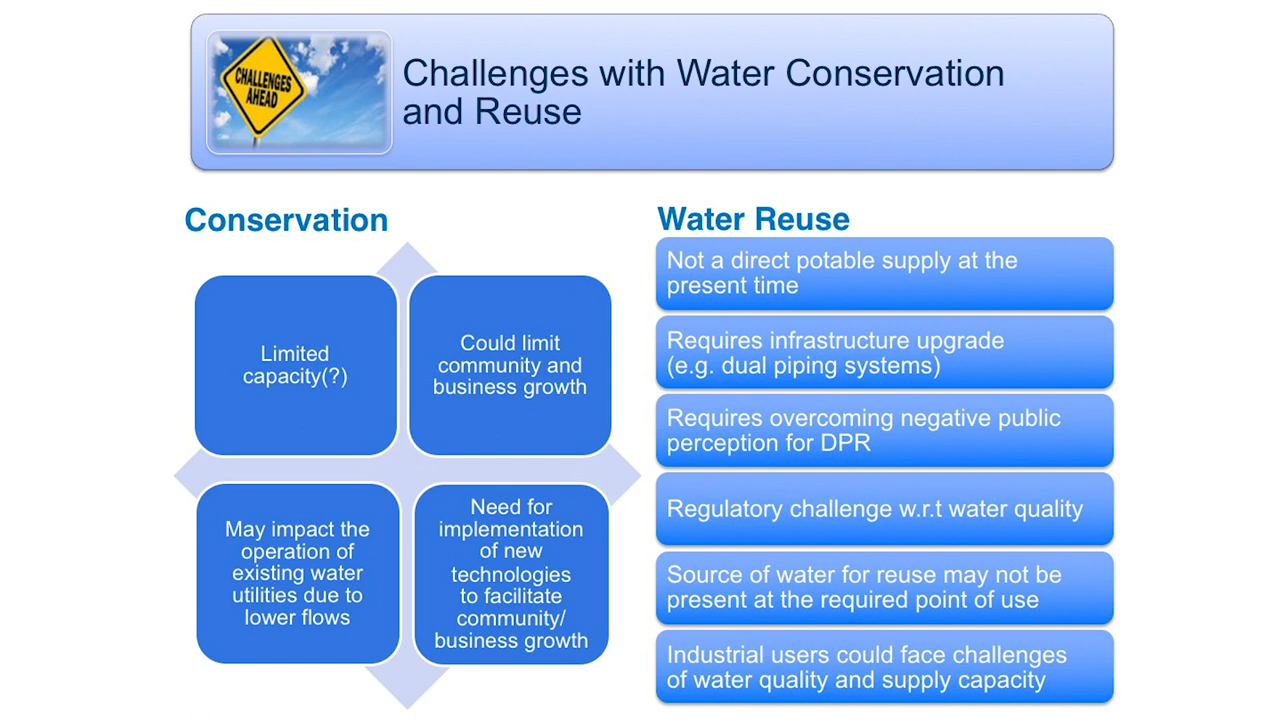 CHALLENGES
AHEAD
Challenges with Water Conservation
and Reuse
Conservation
Limited
capacity(?)
Could limit
community and
business growth
May impact the
operation of
existing water
utilities due to
lower flows
Need for
implementation
of new
technologies
to facilitate
community/
business growth
Water Reuse
Not a direct potable supply at the
present time
Requires infrastructure upgrade
(e.g. dual piping systems)
Requires overcoming negative public
perception for DPR
Regulatory challenge w.r.t water quality
Source of water for reuse may not be
present at the required point of use
Industrial users could face challenges
of water quality and supply capacity